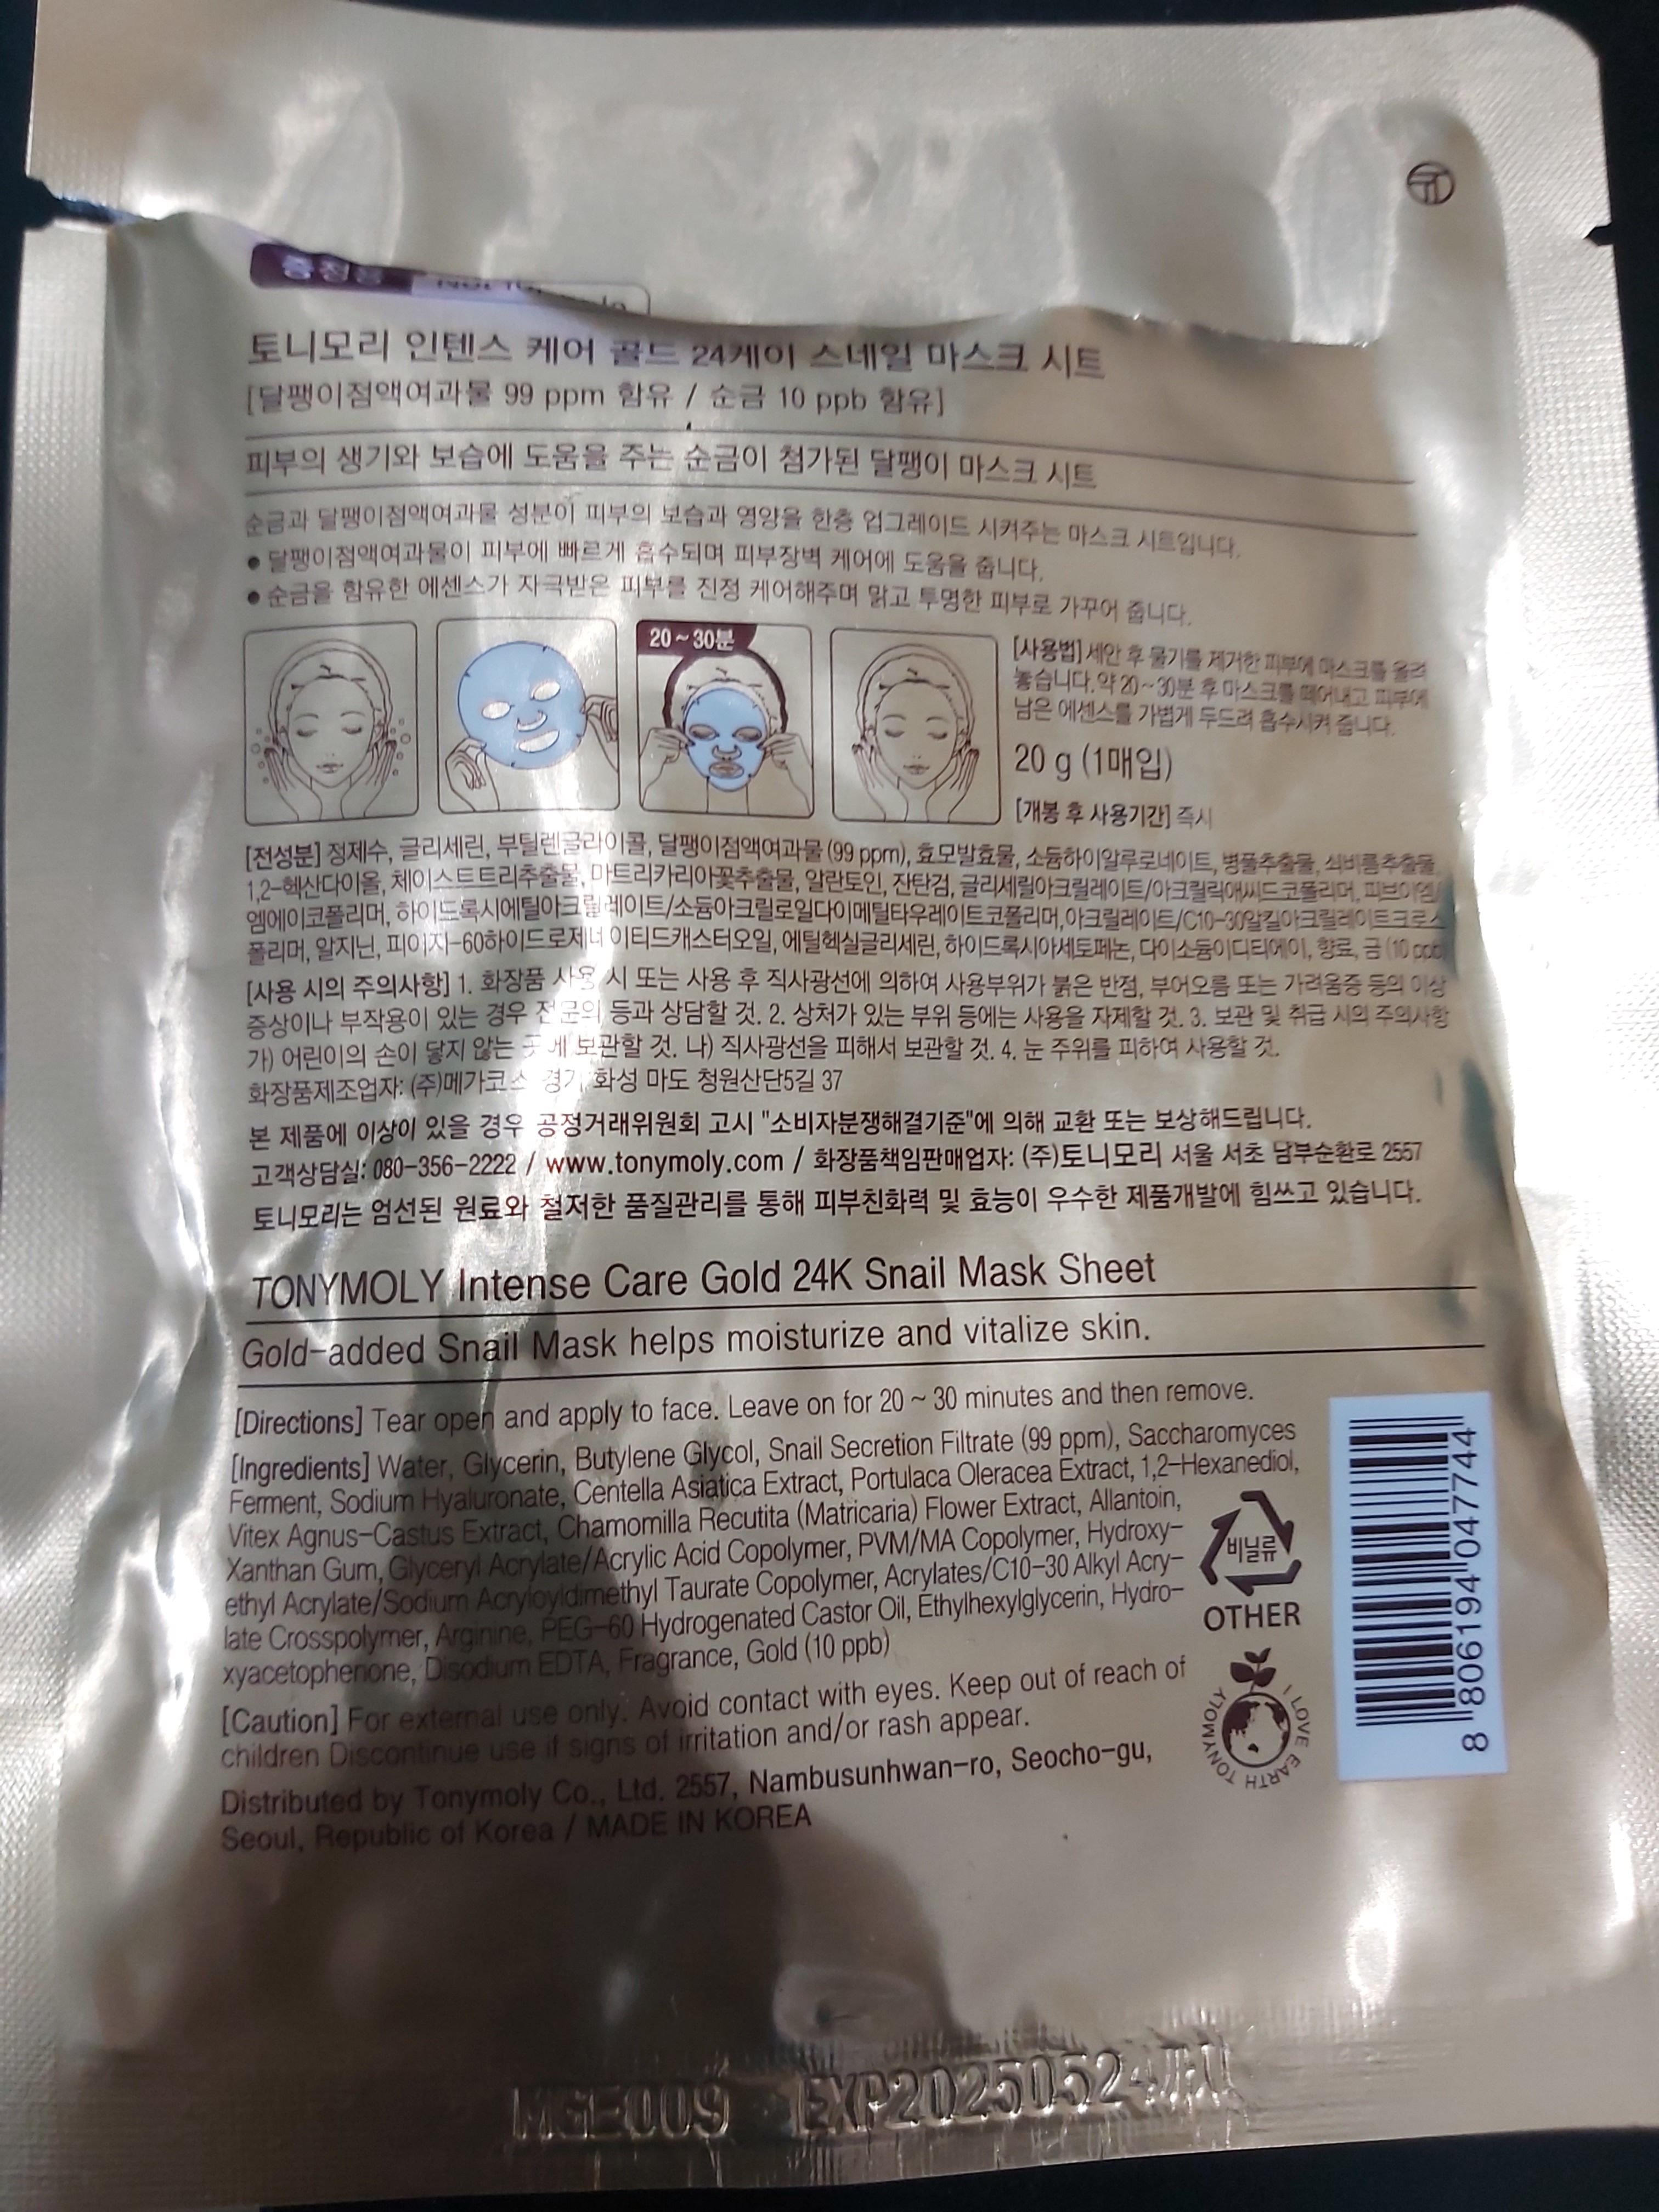 증정용
토니모리 인텐스 케어 골드 24케이 스네일 마스크 시트
[달팽이점액여과물 99 ppm 함유 / 순금 10 ppb 함유]
피부의 생기와 보습에 도움을 주는 순금이 첨가된 달팽이 마스크 시트
순금과 달팽이점액여과물 성분이 피부의 보습과 영양을 한층 업그레이드 시켜주는 마스크 시트입니다.
● 달팽이점액여과물이 피부에 빠르게 흡수되며 피부장벽 케어에 도움을 줍니다.
● 순금을 함유한 에센스가 자극받은 피부를 진정 케어해주며 맑고 투명한 피부로 가꾸어 줍니다.
20~30분
[사용법] 세안 후 물기를 제거한 피부에 마스크를 올려
놓습니다. 약 20~30분 후 마스크를 떼어내고 피부에
남은 에센스를 가볍게 두드려 흡수시켜 줍니다.
20 g (1매입)
[개봉 후 사용기간] 즉시
[전성분] 정제수, 글리세린, 부틸렌글라이콜, 달팽이점액여과물 (99 ppm), 효모발효물, 소듐하이알루로네이트, 병풀추출물, 쇠비름추출물,
1,2-헥산다이올, 체이스트트리추출물, 마트리카리아꽃추출물, 알란토인, 잔탄검, 글리세릴아크릴레이트/아크릴릭애씨드코폴리머, 피브이엠/
엠에이코폴리머, 하이드록시에틸아크릴레이트/소듐아크릴로일다이메틸타우레이트코폴리머, 아크릴레이트/C10-30알킬아크릴레이트크로스
폴리머, 알지닌, 피이지-60하이드로제네이티드캐스터오일, 에틸헥실글리세린, 하이드록시아세토페논, 다이소듐이디티에이, 향료, 금 (10 ppb)
[사용 시의 주의사항] 1. 화장품 사용 시 또는 사용 후 직사광선에 의하여 사용부위가 붉은 반점, 부어오름 또는 가려움증 등의 이상
증상이나 부작용이 있는 경우 전문의 등과 상담할 것. 2. 상처가 있는 부위 등에는 사용을 자제할 것. 3. 보관 및 취급 시의 주의사항
가) 어린이의 손이 닿지 않는 곳에 보관할 것. 나) 직사광선을 피해서 보관할 것. 4. 눈 주위를 피하여 사용할 것.
화장품제조업자: (주)메가코스 경기 화성 마도 청원산단5길 37
본 제품에 이상이 있을 경우 공정거래위원회 고시 "소비자분쟁해결기준"에 의해 교환 또는 보상해드립니다.
고객상담실: 080-356-2222 / www.tonymoly.com / 화장품책임판매업자: (주)토니모리 서울 서초 남부순환로 2557
토니모리는 엄선된 원료와 철저한 품질관리를 통해 피부친화력 및 효능이 우수한 제품개발에 힘쓰고 있습니다.
TONYMOLY Intense Care Gold 24K Snail Mask Sheet
Gold-added Snail Mask helps moisturize and vitalize skin.
[Directions] Tear open and apply to face. Leave on for 20 ~ 30 minutes and then remove.
[Ingredients] Water, Glycerin, Butylene Glycol, Snail Secretion Filtrate (99 ppm), Saccharomyces
Ferment, Sodium Hyaluronate, Centella Asiatica Extract, Portulaca Oleracea Extract, 1,2-Hexanediol,
Vitex Agnus-Castus Extract, Chamomilla Recutita (Matricaria) Flower Extract, Allantoin,
Xanthan Gum, Glyceryl Acrylate/Acrylic Acid Copolymer, PVM/MA Copolymer, Hydroxy-
ethyl Acrylate/Sodium Acryloyldimethyl Taurate Copolymer, Acrylates/C10-30 Alkyl Acry-
late Crosspolymer, Arginine, PEG-60 Hydrogenated Castor Oil, Ethylhexylglycerin, Hydro-
xyacetophenone, Disodium EDTA, Fragrance, Gold (10 ppb)
[Caution] For external use only. Avoid contact with eyes. Keep out of reach of
children Discontinue use if signs of irritation and/or rash appear.
Distributed by Tonymoly Co., Ltd. 2557, Nambusunhwan-ro, Seocho-gu,
Seoul, Republic of Korea / MADE IN KOREA
비닐류
OTHER
I LOVE EARTH TONYMOLY
8 806194 047744
EXP20250524